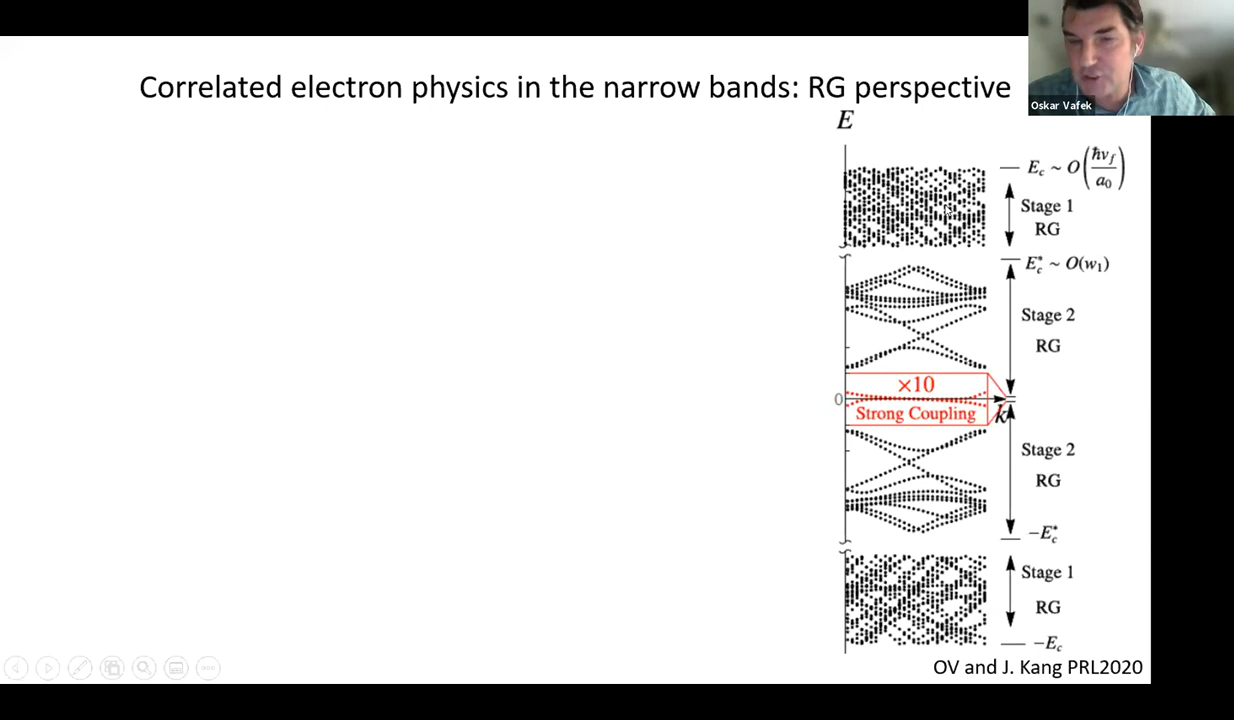 Correlated electron physics in the narrow bands: RG perspective
Oskar Vafek
E
E_c ~ O(ħv_f / a_0)
Stage 1
RG
E_c^* ~ O(w_1)
Stage 2
RG
×10
0
Strong Coupling
k
Stage 2
RG
−E_c^*
Stage 1
RG
−E_c
OV and J. Kang PRL2020